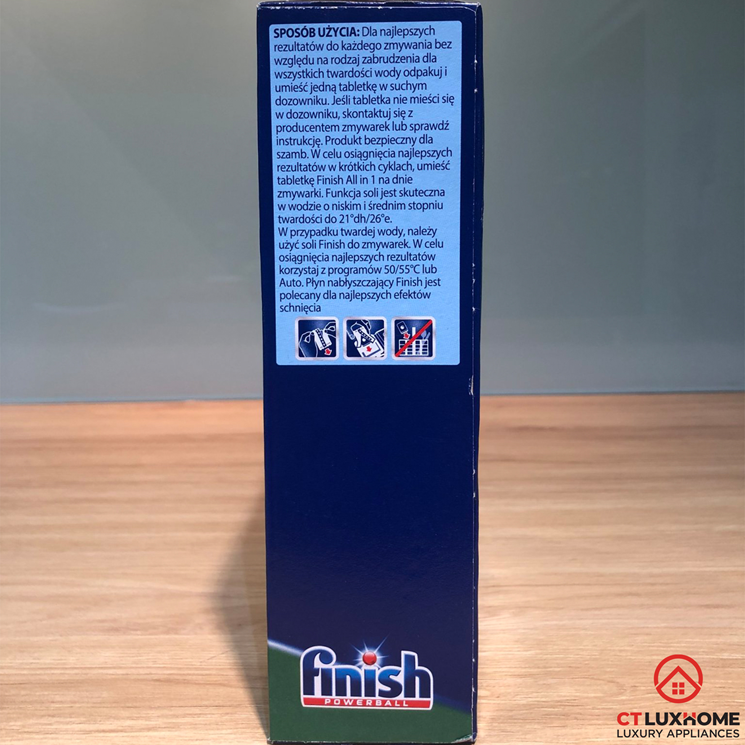 SPOSÓB UŻYCIA: Dla najlepszych
rezultatów do każdego zmywania bez
względu na rodzaj zabrudzenia dla
wszystkich twardości wody odpakuj i
umieść jedną tabletkę w suchym
dozowniku. Jeśli tabletka nie mieści się
w dozowniku, skontaktuj się z
producentem zmywarek lub sprawdź
instrukcję. Produkt bezpieczny dla
szamb. W celu osiągnięcia najlepszych
rezultatów w krótkich cyklach, umieść
tabletkę Finish All in 1 na dnie
zmywarki. Funkcja soli jest skuteczna
w wodzie o niskim i średnim stopniu
twardości do 21°dh/26°e.
W przypadku twardej wody, należy
użyć soli Finish do zmywarek. W celu
osiągnięcia najlepszych rezultatów
korzystaj z programów 50/55°C lub
Auto. Płyn nabłyszczający Finish jest
polecany dla najlepszych efektów
schnięcia
finish
POWERBALL
CTLUXHOME
LUXURY APPLIANCES